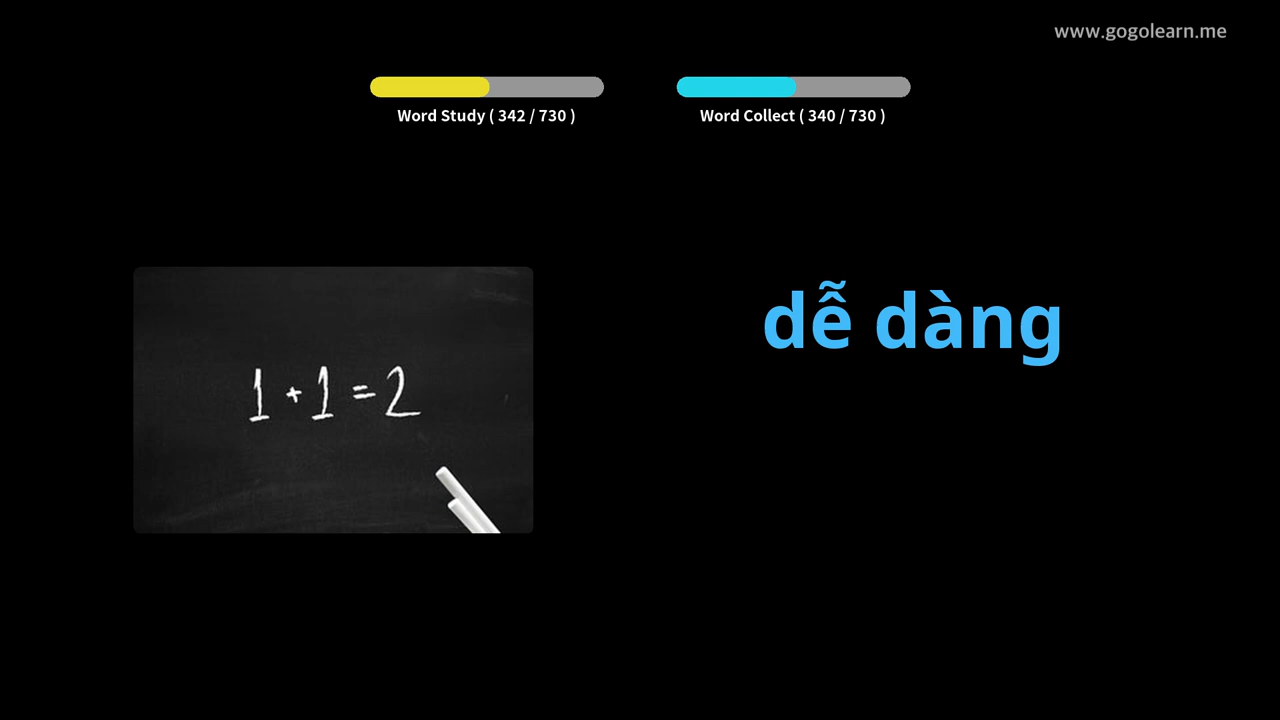 www.gogolearn.me
Word Study ( 342 / 730 )
Word Collect ( 340 / 730 )
1 + 1 = 2
dễ dàng